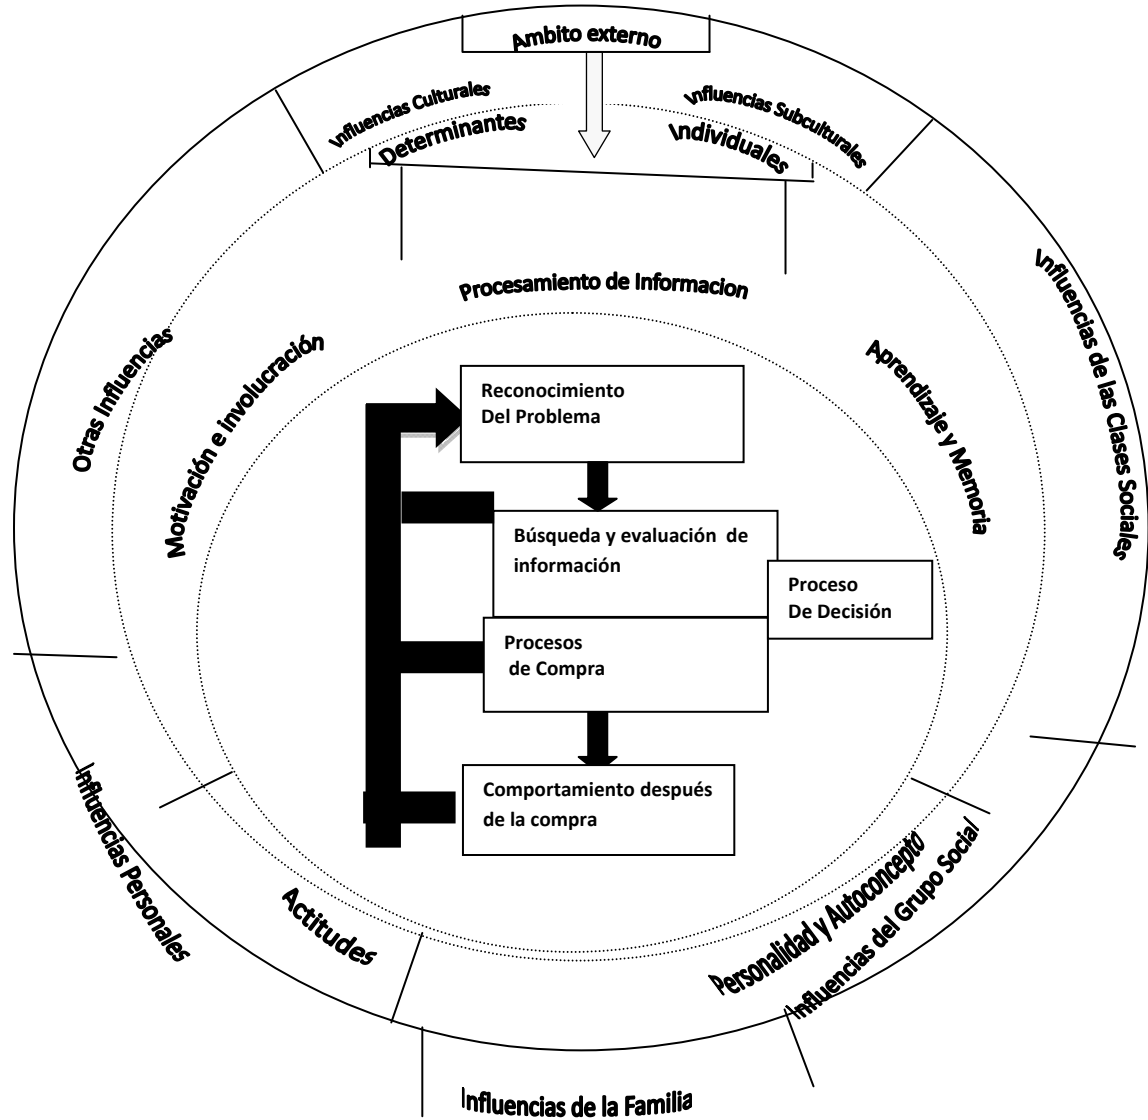 Ambito externo
Influencias Culturales
Influencias Subculturales
Determinantes
Individuales
Procesamiento de Informacion
Otras Influencias
Motivación e involucración
Aprendizaje y Memoria
Influencias de las Clases Sociales
Reconocimiento
Del Problema
Búsqueda y evaluación de
información
Proceso
De Decisión
Procesos
de Compra
Comportamiento después
de la compra
Influencias Personales
Actitudes
Personalidad y Autoconcepto
Influencias del Grupo Social
Influencias de la Familia